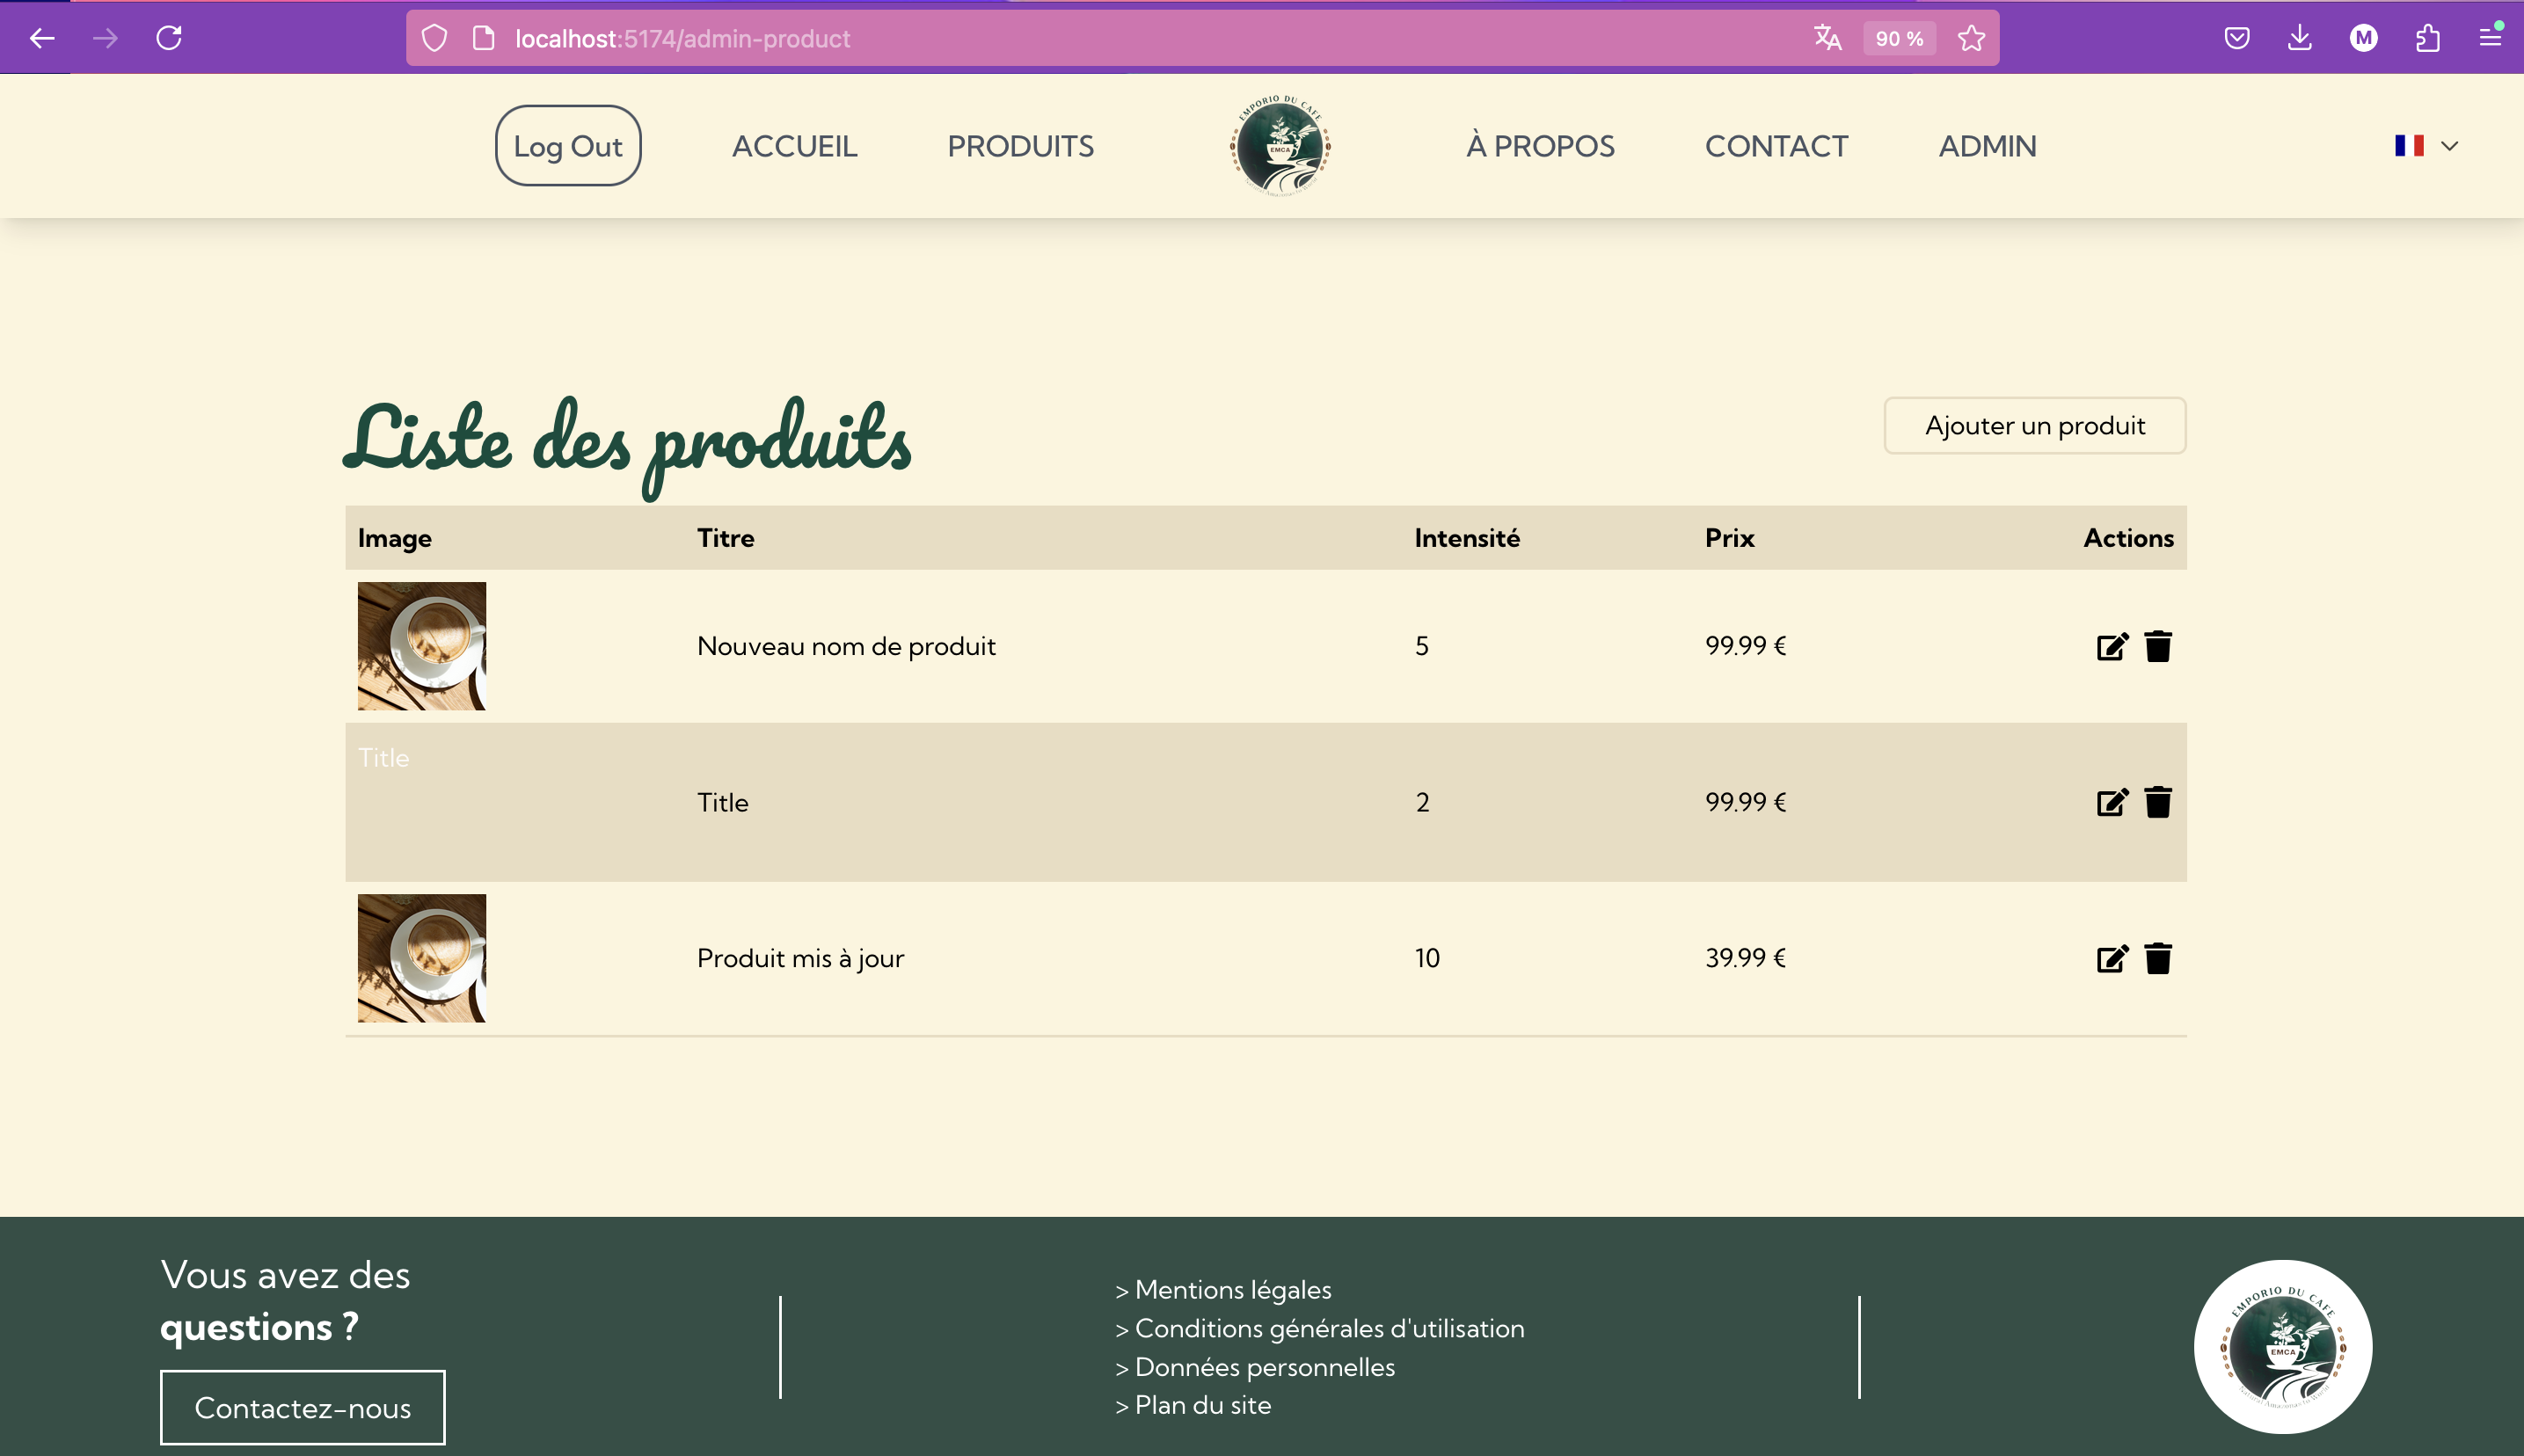 localhost:5174/admin-product
90 %
M
Log Out
ACCUEIL
PRODUITS
EMPORIO DU CAFE
EMCA
À PROPOS
CONTACT
ADMIN
Liste des produits
Ajouter un produit
Image Titre Intensité Prix Actions
Nouveau nom de produit 5 99.99 €
Title
Title 2 99.99 €
Produit mis à jour 10 39.99 €
Vous avez des
questions ?
Contactez-nous
> Mentions légales
> Conditions générales d'utilisation
> Données personnelles
> Plan du site
EMPORIO DU CAFE
EMCA